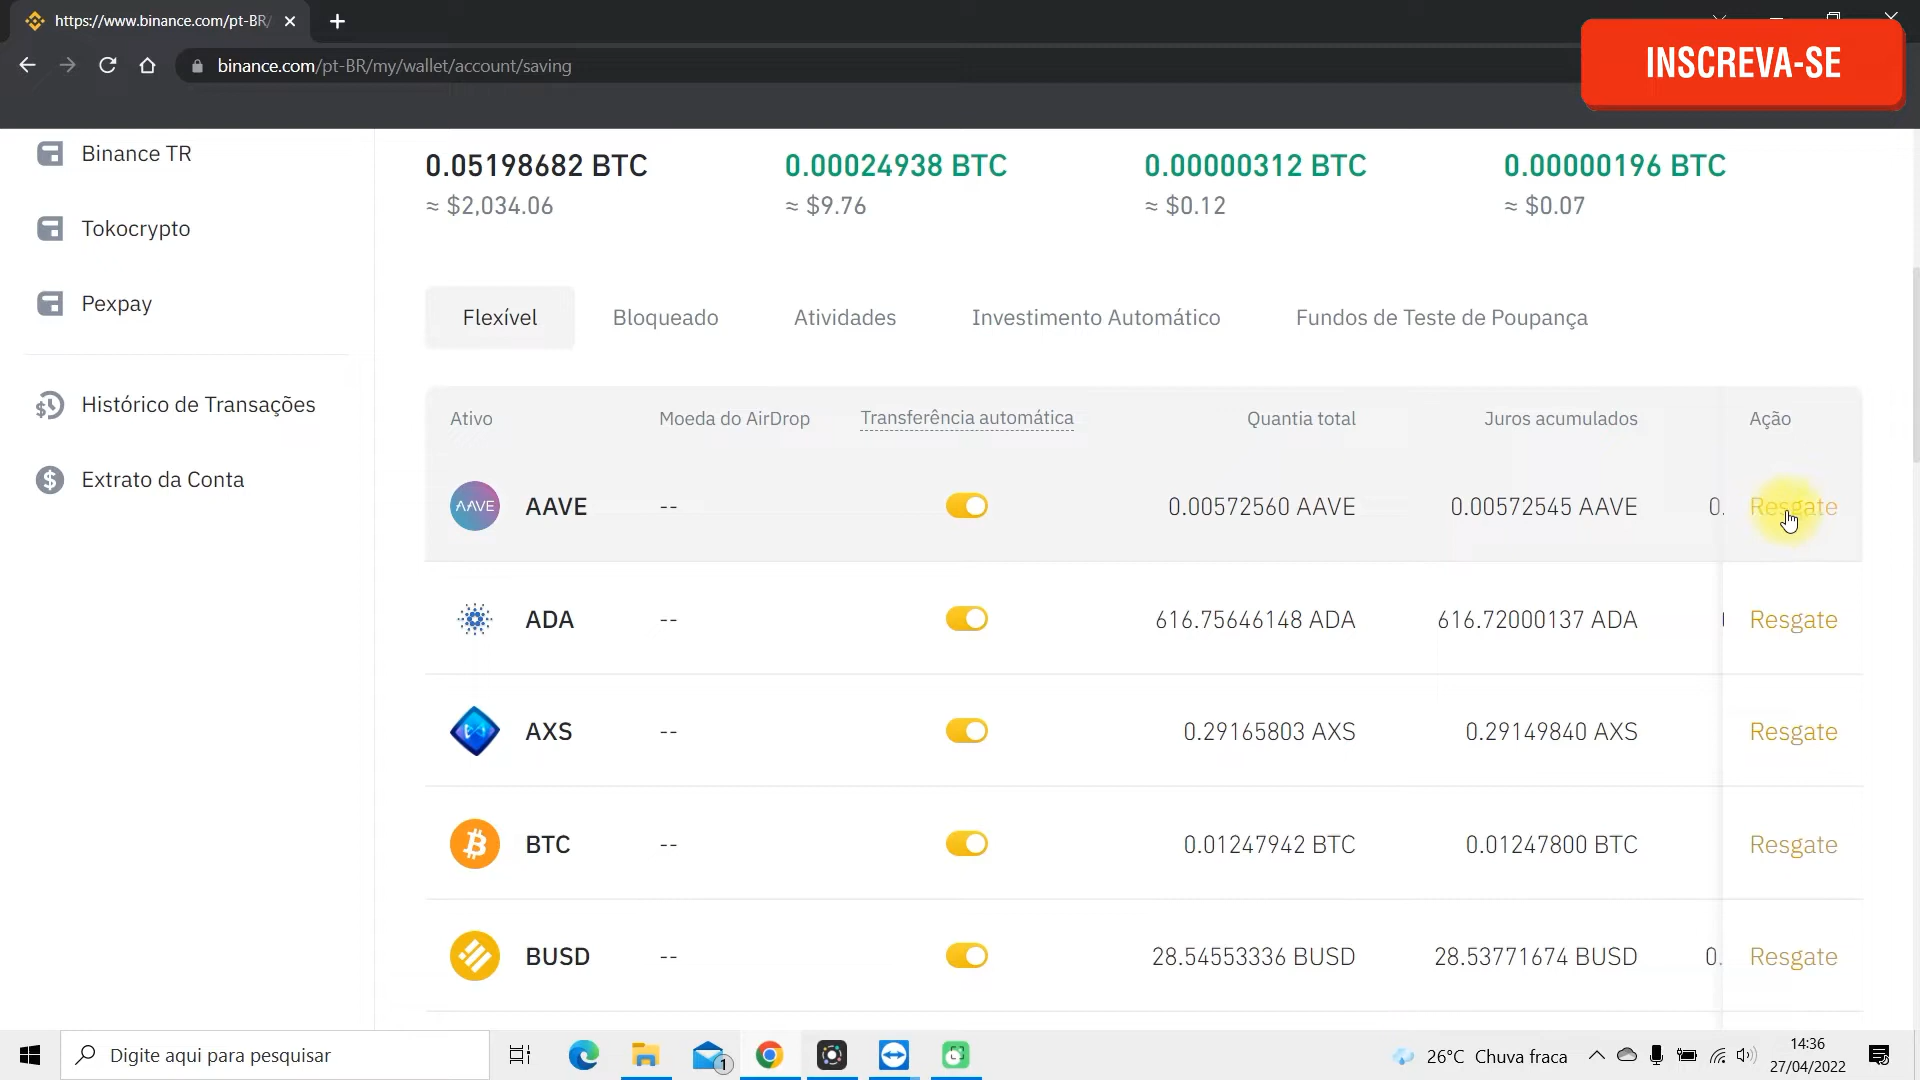 https://www.binance.com/pt-BR/
binance.com/pt-BR/my/wallet/account/saving
INSCREVA-SE
Binance TR
Tokocrypto
Pexpay
Histórico de Transações
Extrato da Conta
0.05198682 BTC 0.00024938 BTC 0.00000312 BTC 0.00000196 BTC
≈ $2,034.06 ≈ $9.76 ≈ $0.12 ≈ $0.07
Flexível Bloqueado Atividades Investimento Automático Fundos de Teste de Poupança
Ativo Moeda do AirDrop Transferência automática Quantia total Juros acumulados Ação
AAVE AAVE -- 0.00572560 AAVE 0.00572545 AAVE 0. Resgate
ADA -- 616.75646148 ADA 616.72000137 ADA Resgate
AXS -- 0.29165803 AXS 0.29149840 AXS Resgate
BTC -- 0.01247942 BTC 0.01247800 BTC Resgate
BUSD -- 28.54553336 BUSD 28.53771674 BUSD 0. Resgate
Digite aqui para pesquisar
1
26°C Chuva fraca
14:36
27/04/2022